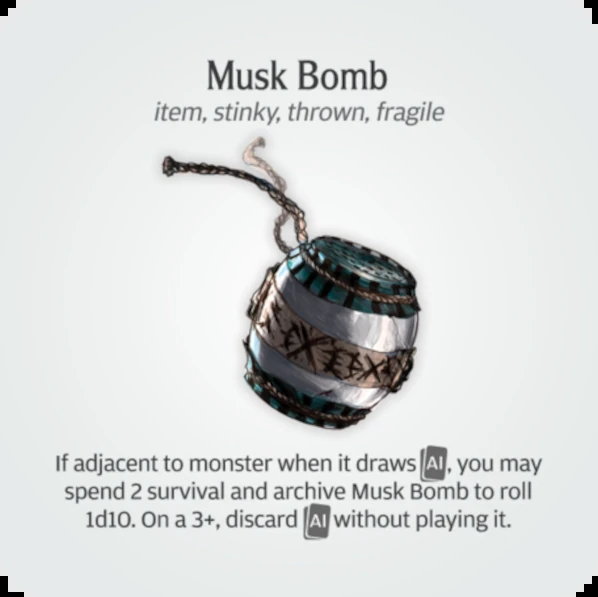 Musk Bomb
item, stinky, thrown, fragile
If adjacent to monster when it draws AI, you may
spend 2 survival and archive Musk Bomb to roll
1d10. On a 3+, discard AI without playing it.